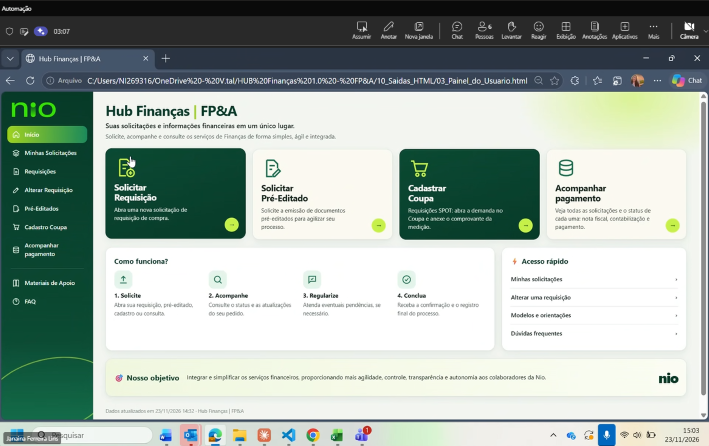 Automação
03:07
Assumir
Anotar
Nova janela
Chat
6
Pessoas
Levantar
Reagir
Exibição
Anotações
Aplicativos
Mais
Câmera
Hub Finanças | FP&A
Arquivo
C:/Users/NI269316/OneDrive%20-%20V.tal/HUB%20Finanças%201.0%20-%20FP&A/10_Saidas_HTML/03_Painel_do_Usuario.html
Chat
nio
Início
Minhas Solicitações
Requisições
Alterar Requisição
Pré-Editados
Cadastro Coupa
Acompanhar
pagamento
Materiais de Apoio
FAQ
Hub Finanças | FP&A
Suas solicitações e informações financeiras em um único lugar.
Solicite, acompanhe e consulte os serviços de Finanças de forma simples, ágil e integrada.
Solicitar
Requisição
Abra uma nova solicitação de
requisição de compra.
Solicitar
Pré-Editado
Solicite a emissão de documentos
pré-editados para agilizar seu
processo.
Cadastrar
Coupa
Requisições SPOT: abra a demanda no
Coupa e anexe o comprovante da
medição.
Acompanhar
pagamento
Veja todas as solicitações e o status de
cada uma nota fiscal, contabilização e
pagamento.
Como funciona?
1. Solicite
Abra sua requisição, pré-editado,
cadastro ou consulta.
2. Acompanhe
Consulte o status e as atualizações
do seu pedido.
3. Regularize
Atenda eventuais pendências, se
necessário.
4. Conclua
Receba a confirmação e o registro
final do processo.
Acesso rápido
Minhas solicitações
Alterar uma requisição
Modelos e orientações
Dúvidas frequentes
Nosso objetivo
Integrar e simplificar os serviços financeiros, proporcionando mais agilidade, controle, transparência e autonomia aos colaboradores da Nio.
nio
Dados atualizados em 23/11/2026 14:52 · Hub Finanças | FP&A
Janaina Ferreira Lins
Pesquisar
1
15:03
23/11/2026